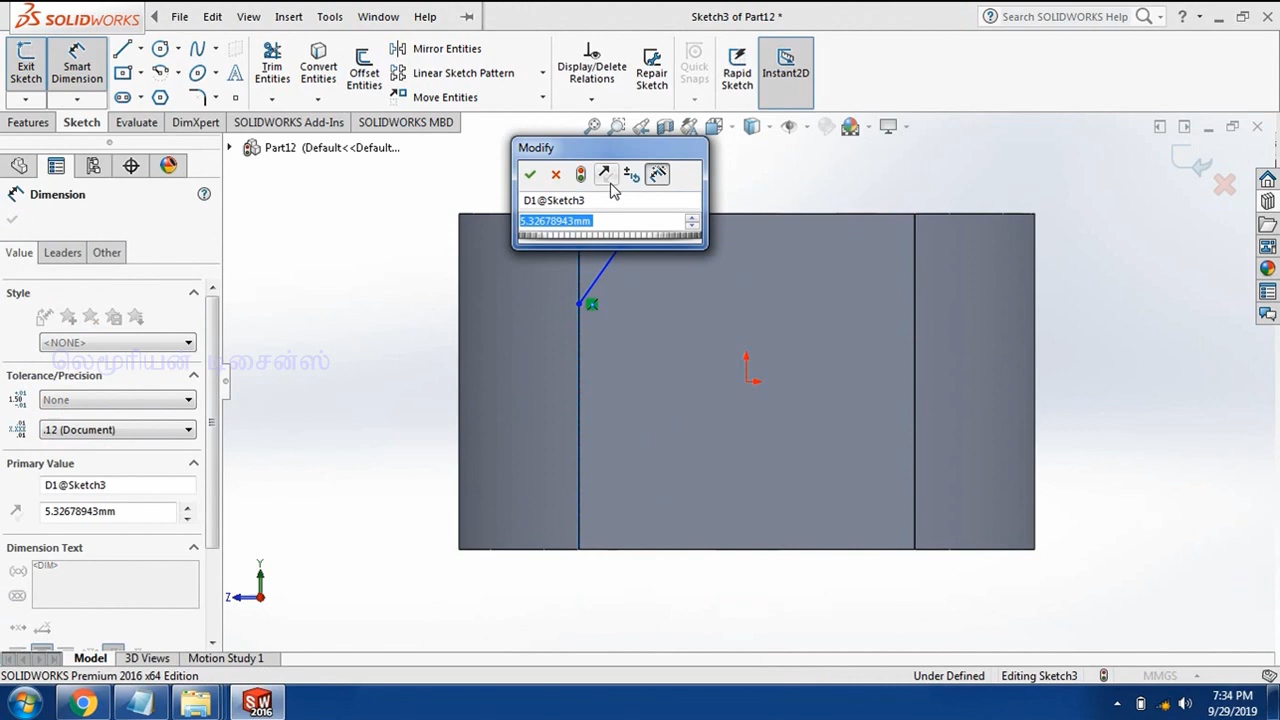 SOLIDWORKS File Edit View Insert Tools Window Help Sketch3 of Part12 * Search SOLIDWORKS Help
Exit Sketch Smart Dimension Trim Entities Convert Entities Offset Entities Mirror Entities Linear Sketch Pattern Move Entities Display/Delete Relations Repair Sketch Quick Snaps Rapid Sketch Instant2D
Features Sketch Evaluate DimXpert SOLIDWORKS Add-Ins SOLIDWORKS MBD
Part12 (Default<<Default...
Modify
D1@Sketch3
5.32678943mm
Dimension
Value Leaders Other
Style
<NONE>
லெமூரியன் டிசைன்ஸ்
Tolerance/Precision
None
.12 (Document)
Primary Value
D1@Sketch3
5.32678943mm
Dimension Text
<DIM>
Y
Z
Model 3D Views Motion Study 1
SOLIDWORKS Premium 2016 x64 Edition Under Defined Editing Sketch3 MMGS
SW 2016
7:34 PM
9/29/2019